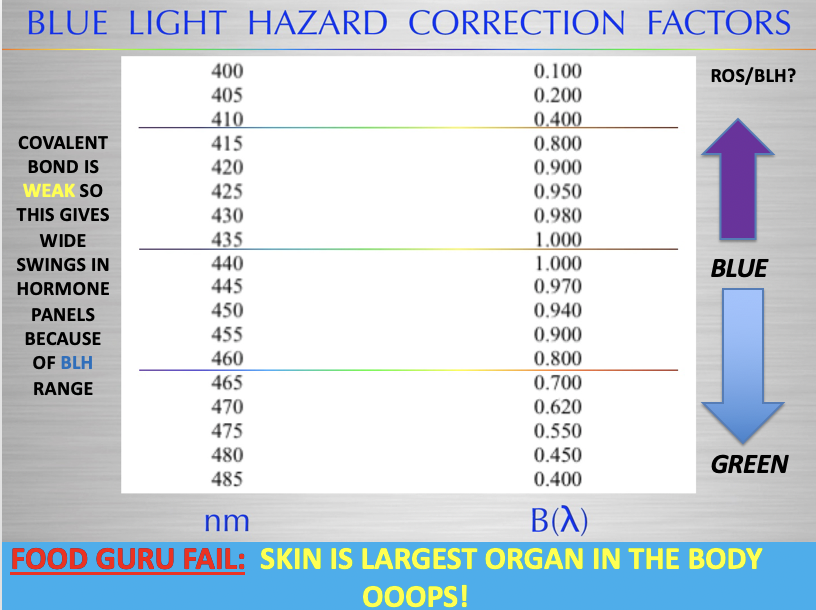 BLUE LIGHT HAZARD CORRECTION FACTORS
400 0.100
405 0.200
410 0.400
415 0.800
420 0.900
425 0.950
430 0.980
435 1.000
440 1.000
445 0.970
450 0.940
455 0.900
460 0.800
465 0.700
470 0.620
475 0.550
480 0.450
485 0.400
nm B(λ)
COVALENT
BOND IS
WEAK SO
THIS GIVES
WIDE
SWINGS IN
HORMONE
PANELS
BECAUSE
OF BLH
RANGE
ROS/BLH?
BLUE
GREEN
FOOD GURU FAIL: SKIN IS LARGEST ORGAN IN THE BODY
OOOPS!